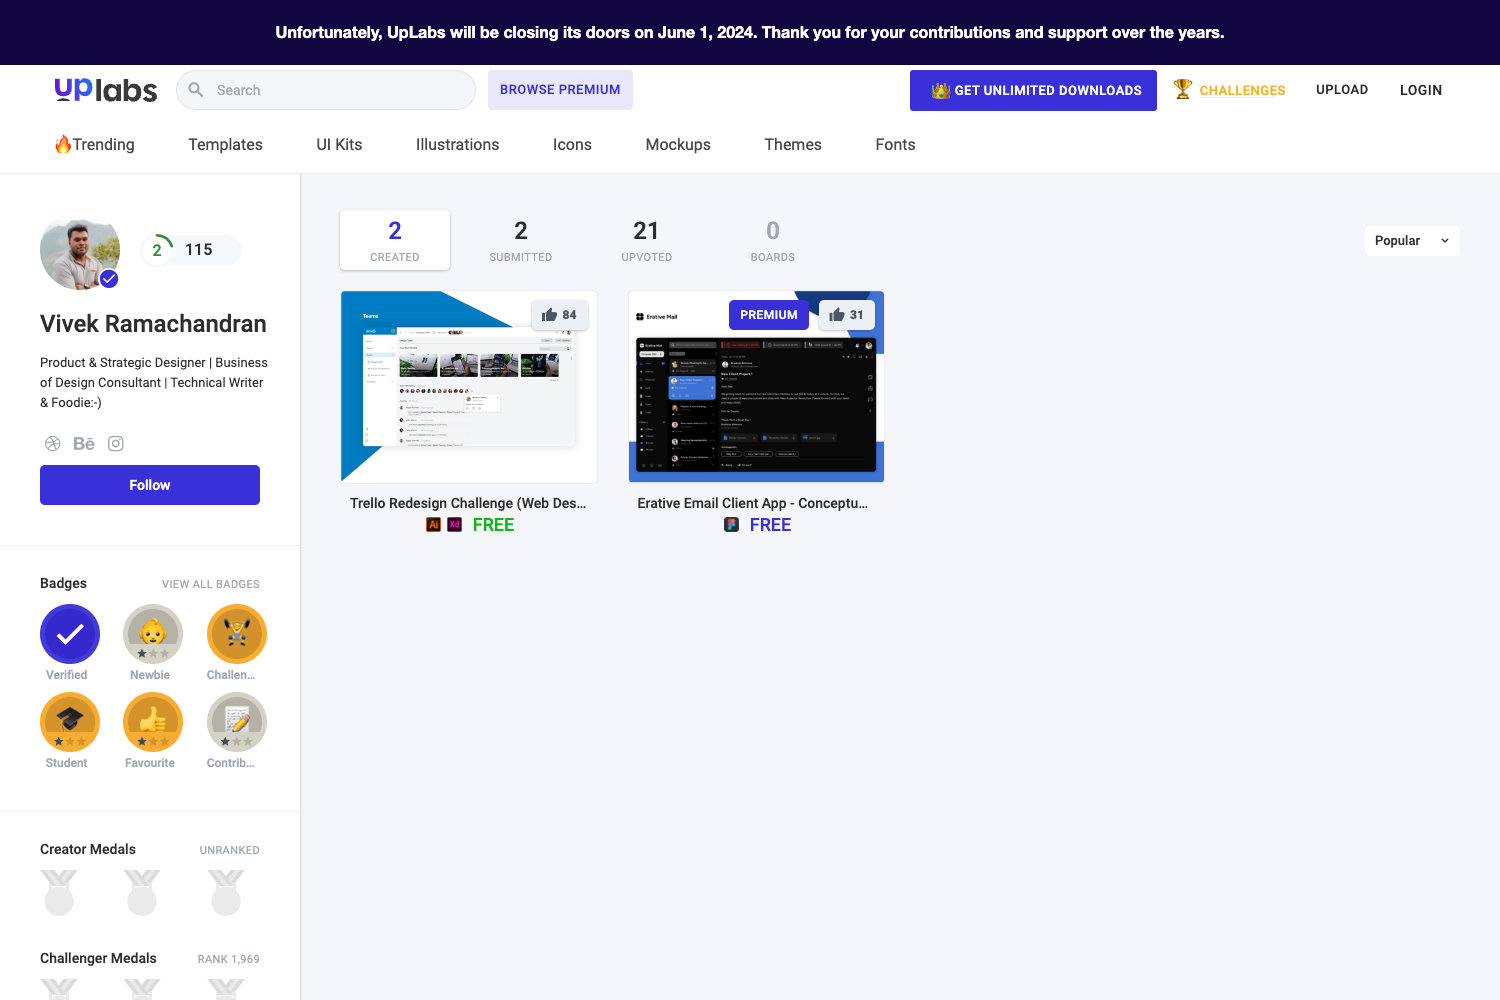 Unfortunately, UpLabs will be closing its doors on June 1, 2024. Thank you for your contributions and support over the years.
uplabs
Search
BROWSE PREMIUM
GET UNLIMITED DOWNLOADS
CHALLENGES
UPLOAD
LOGIN
Trending
Templates
UI Kits
Illustrations
Icons
Mockups
Themes
Fonts
2
115
Vivek Ramachandran
Product & Strategic Designer | Business
of Design Consultant | Technical Writer
& Foodie:-)
Bē
Follow
Badges
VIEW ALL BADGES
Verified
Newbie
Challen...
Student
Favourite
Contrib...
Creator Medals
UNRANKED
Challenger Medals
RANK 1,969
2
CREATED
2
SUBMITTED
21
UPVOTED
0
BOARDS
Popular
Teams
84
Trello Redesign Challenge (Web Des...
Ai Xd FREE
Erative Mail
PREMIUM
31
Erative Email Client App - Conceptu...
FREE